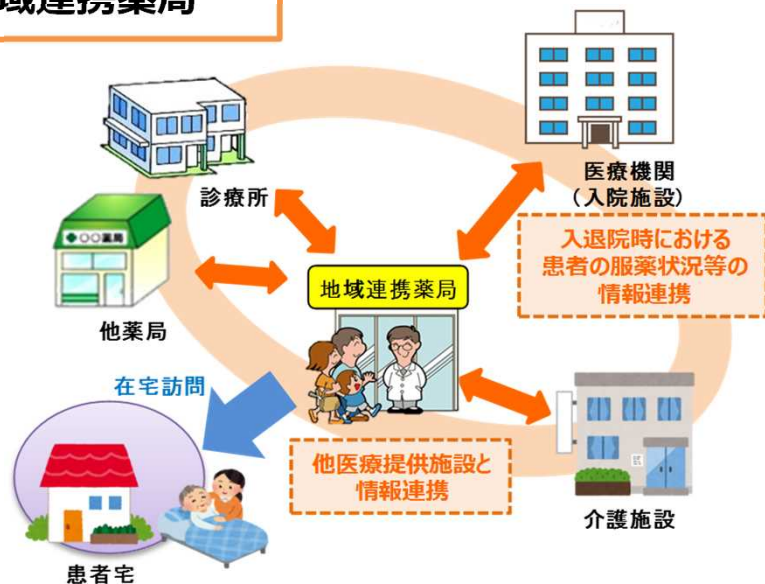 域連携薬局
診療所
医療機関
（入院施設）
○○薬局
他薬局
地域連携薬局
入退院時における
患者の服薬状況等の
情報連携
在宅訪問
他医療提供施設と
情報連携
介護施設
患者宅